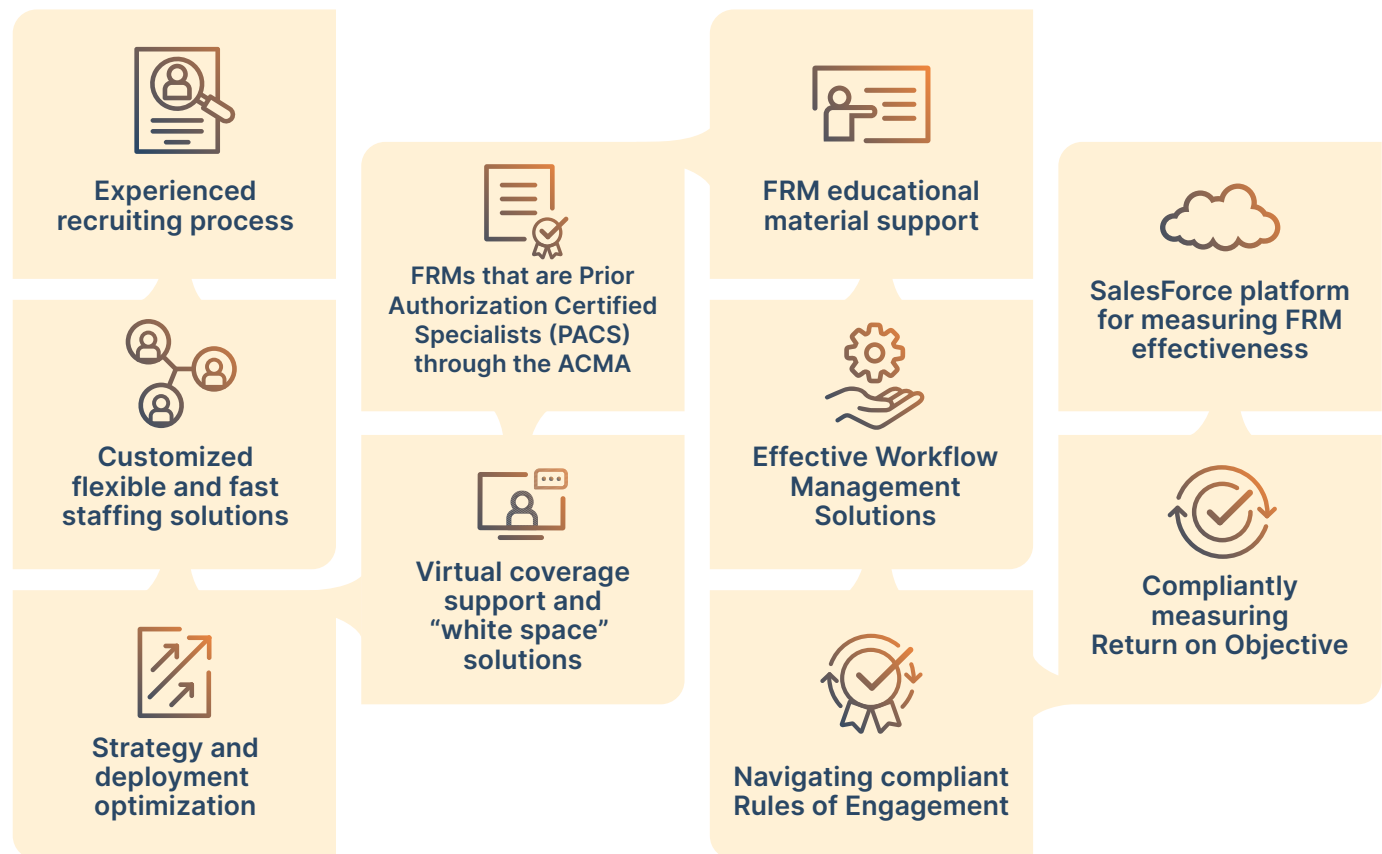 Experienced
recruiting process
Customized
flexible and fast
staffing solutions
Strategy and
deployment
optimization
FRMs that are Prior
Authorization Certified
Specialists (PACS)
through the ACMA
Virtual coverage
support and
“white space”
solutions
FRM educational
material support
Effective Workflow
Management
Solutions
Navigating compliant
Rules of Engagement
SalesForce platform
for measuring FRM
effectiveness
Compliantly
measuring
Return on Objective